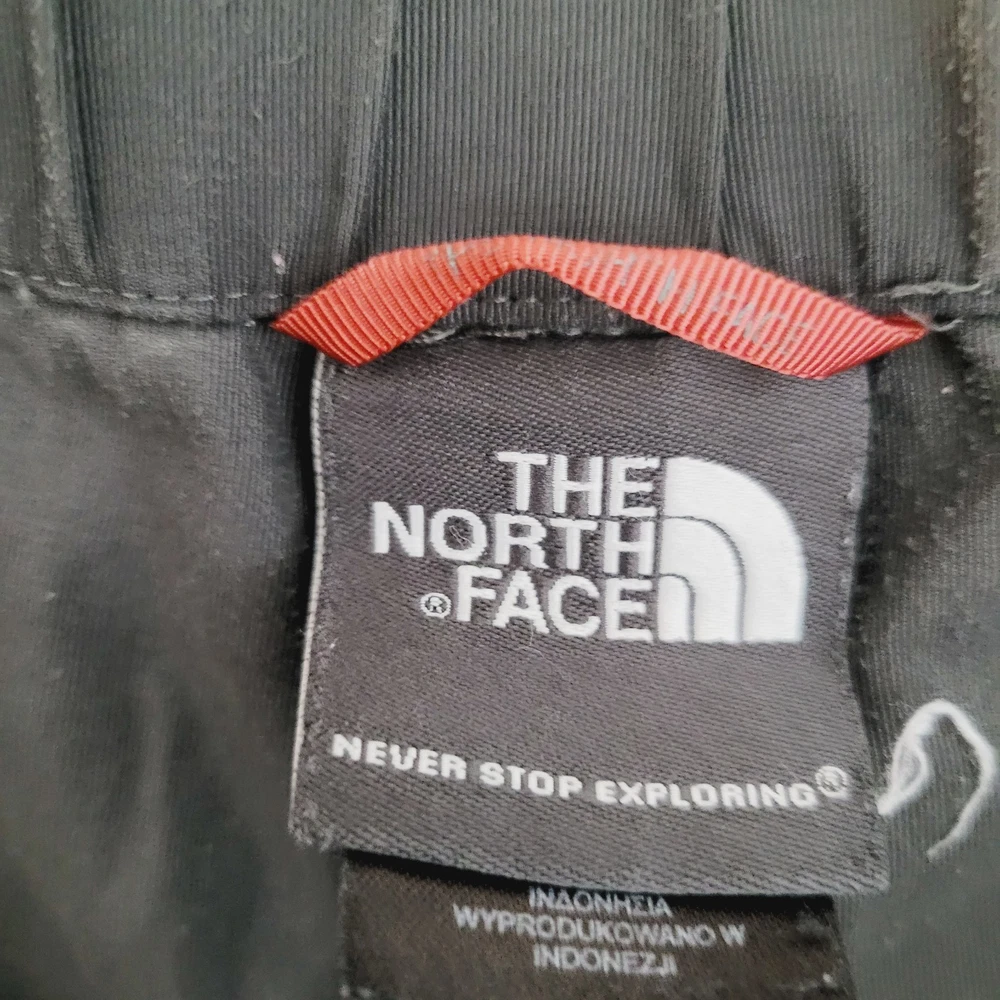 THE
NORTH
®FACE
NEVER STOP EXPLORING®
ΙΝΔΟΝΗΣΙΑ
WYPRODUKOWANO W
INDONEZJI